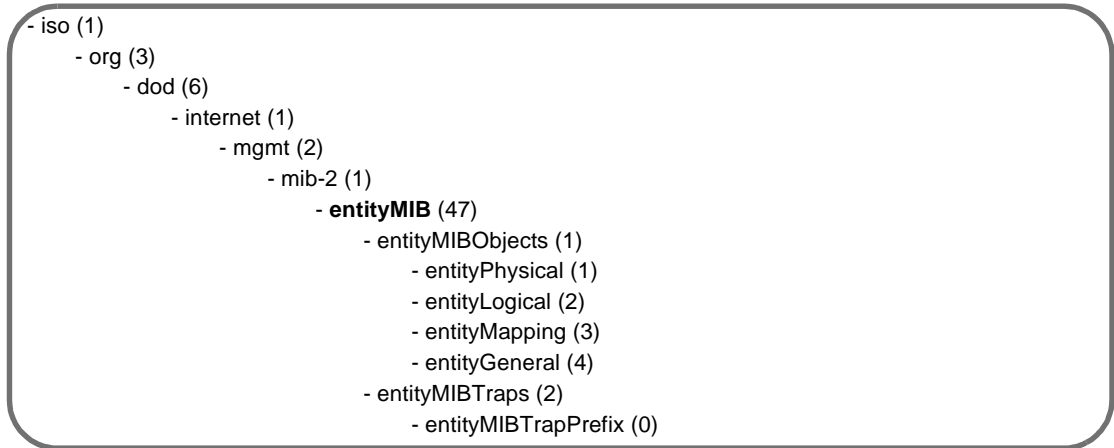 - iso (1)
- org (3)
- dod (6)
- internet (1)
- mgmt (2)
- mib-2 (1)
- entityMIB (47)
- entityMIBObjects (1)
- entityPhysical (1)
- entityLogical (2)
- entityMapping (3)
- entityGeneral (4)
- entityMIBTraps (2)
- entityMIBTrapPrefix (0)